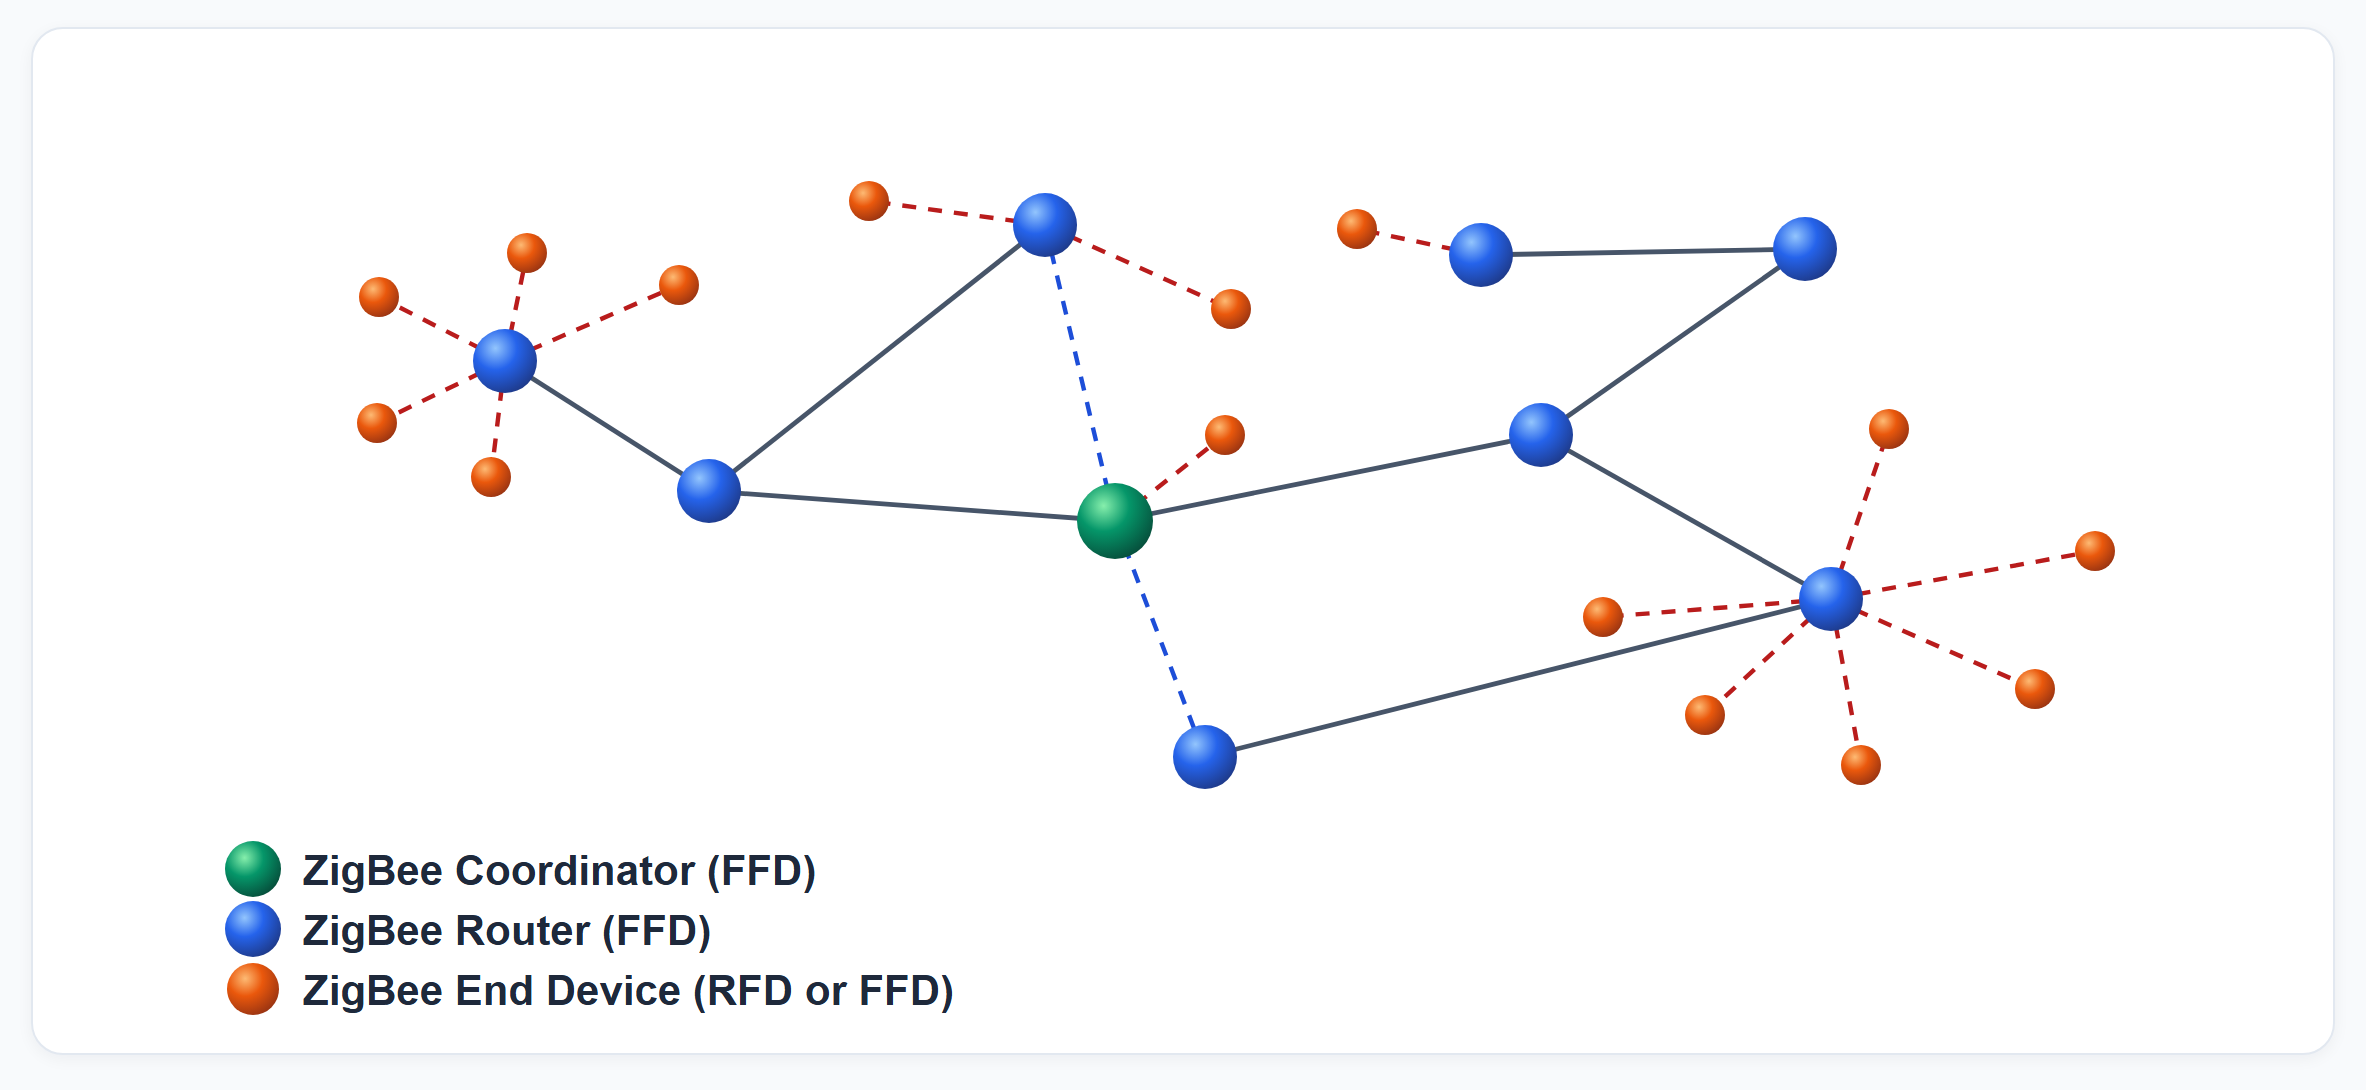 ZigBee Coordinator (FFD)
ZigBee Router (FFD)
ZigBee End Device (RFD or FFD)